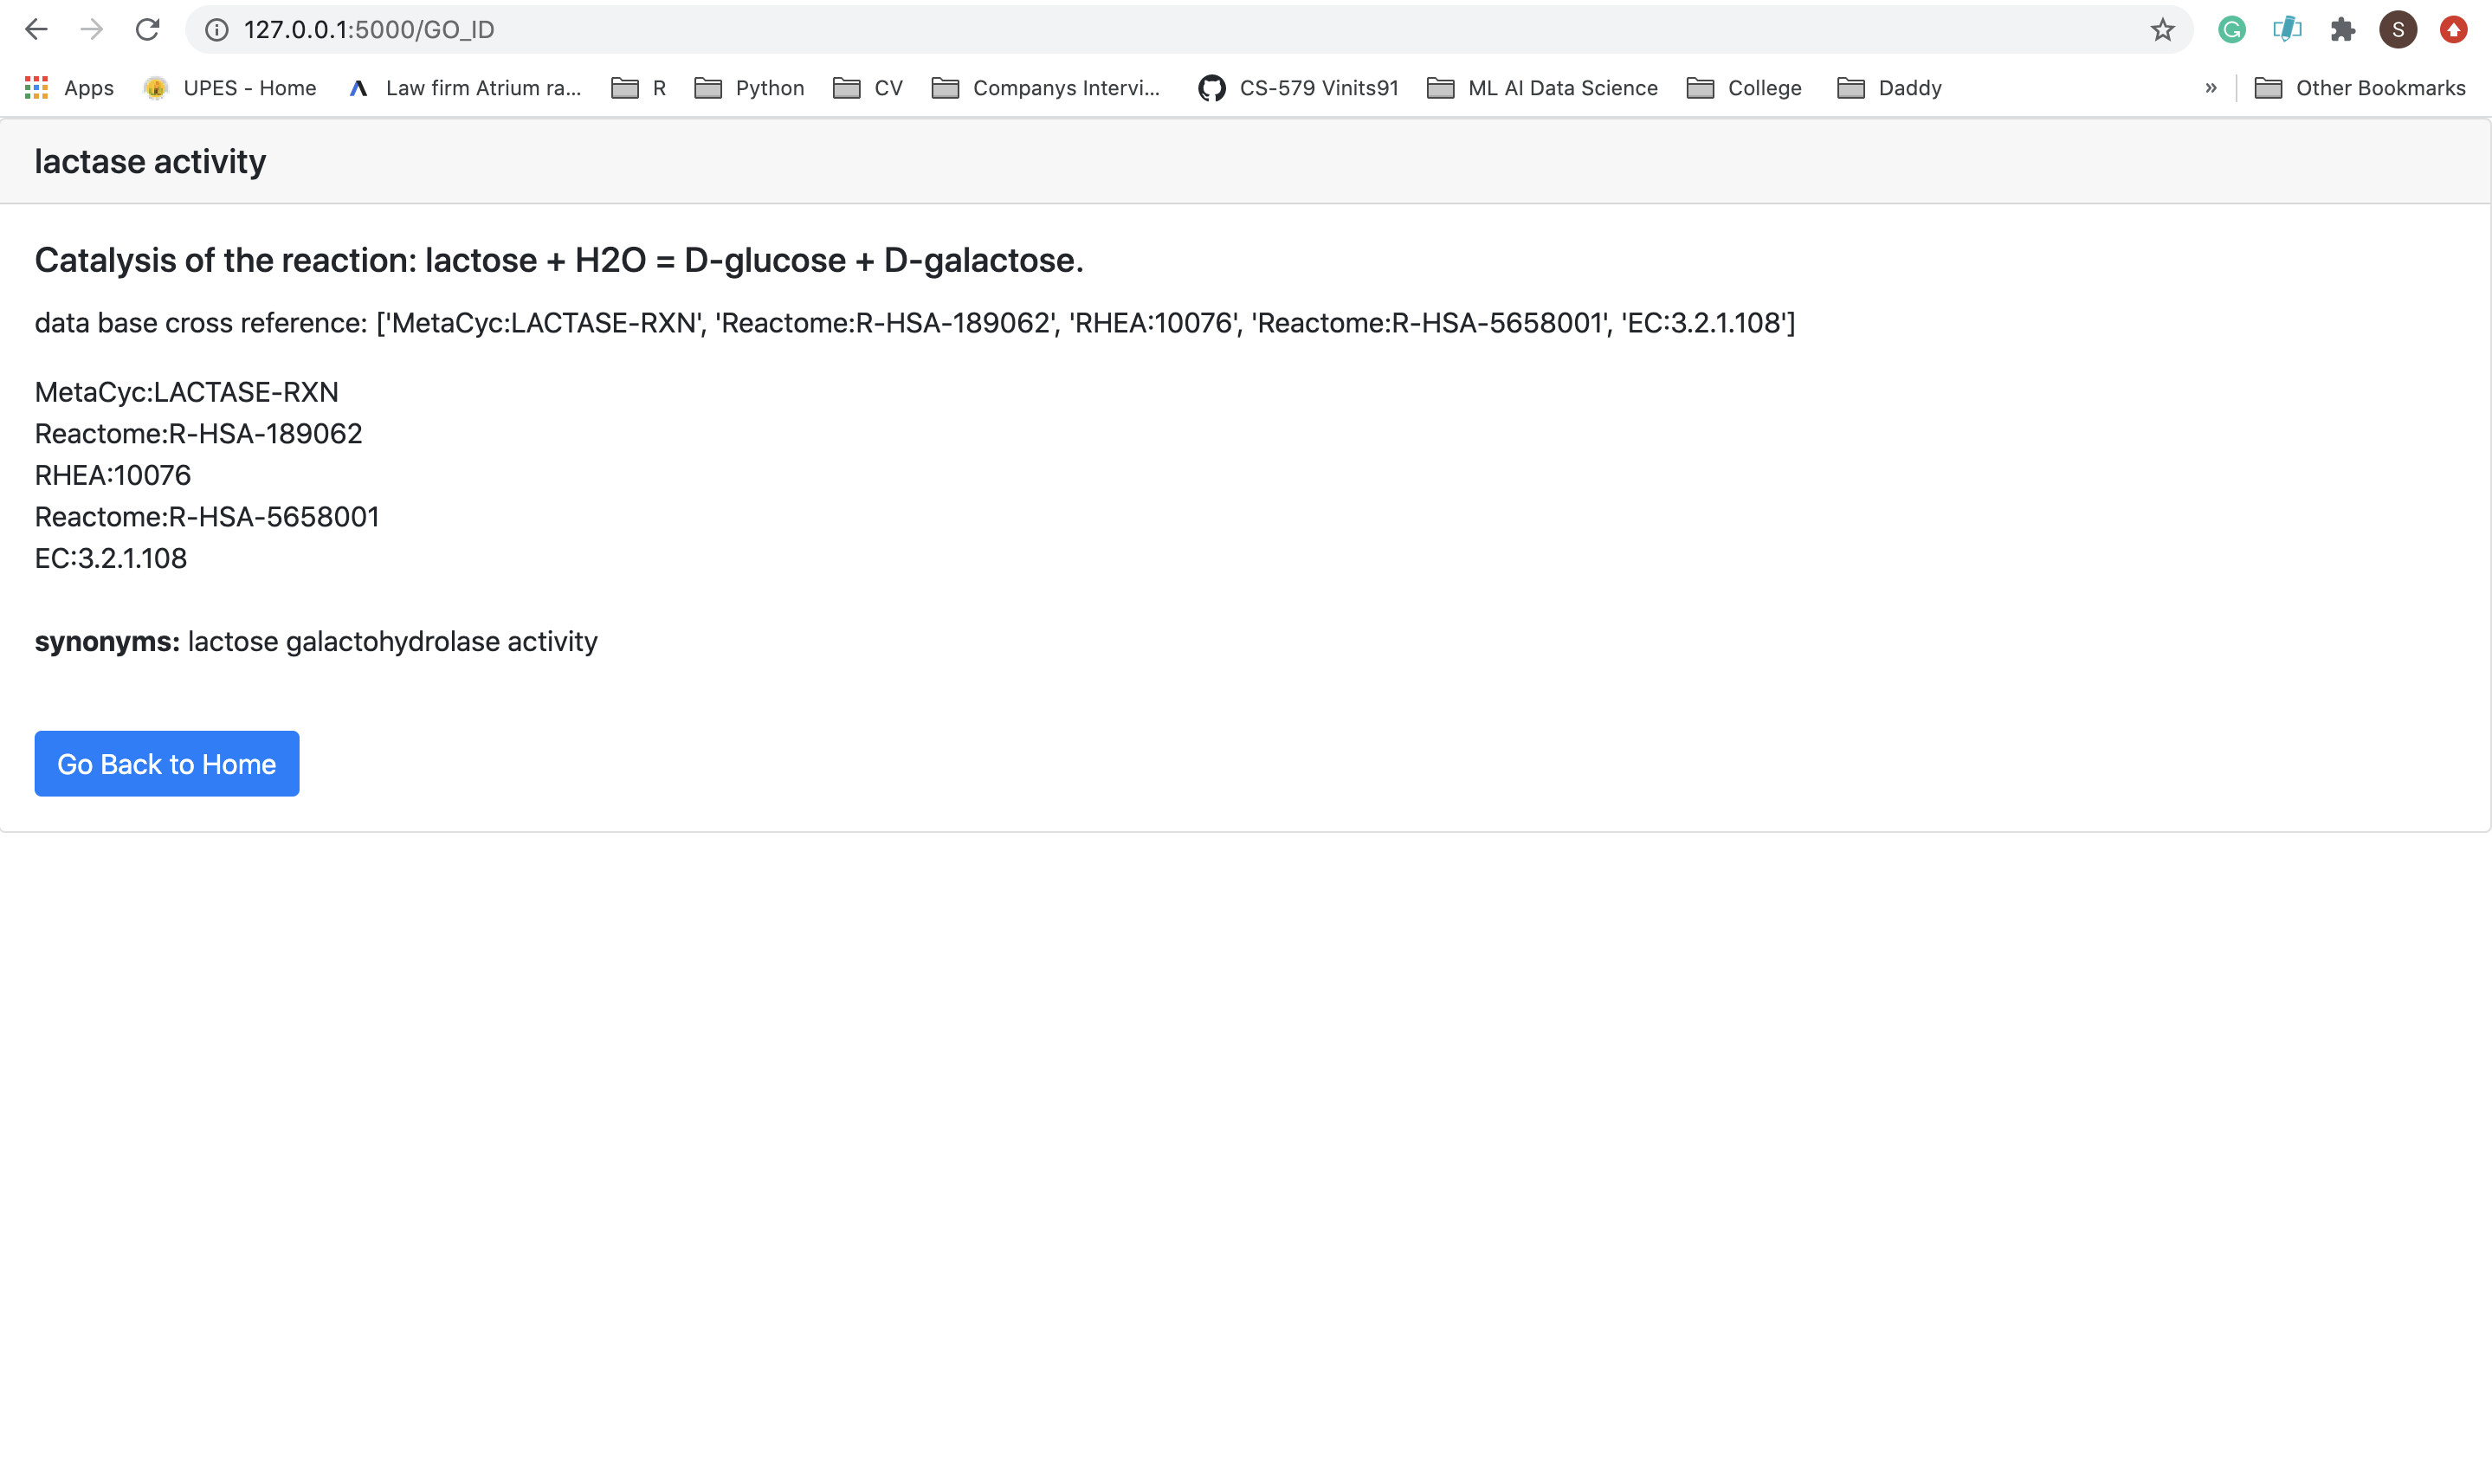 127.0.0.1:5000/GO_ID
S
Apps UPES - Home Law firm Atrium ra... R Python CV Companys Intervi... CS-579 Vinits91 ML AI Data Science College Daddy » Other Bookmarks
lactase activity
Catalysis of the reaction: lactose + H2O = D-glucose + D-galactose.
data base cross reference: ['MetaCyc:LACTASE-RXN', 'Reactome:R-HSA-189062', 'RHEA:10076', 'Reactome:R-HSA-5658001', 'EC:3.2.1.108']
MetaCyc:LACTASE-RXN
Reactome:R-HSA-189062
RHEA:10076
Reactome:R-HSA-5658001
EC:3.2.1.108
synonyms: lactose galactohydrolase activity
Go Back to Home